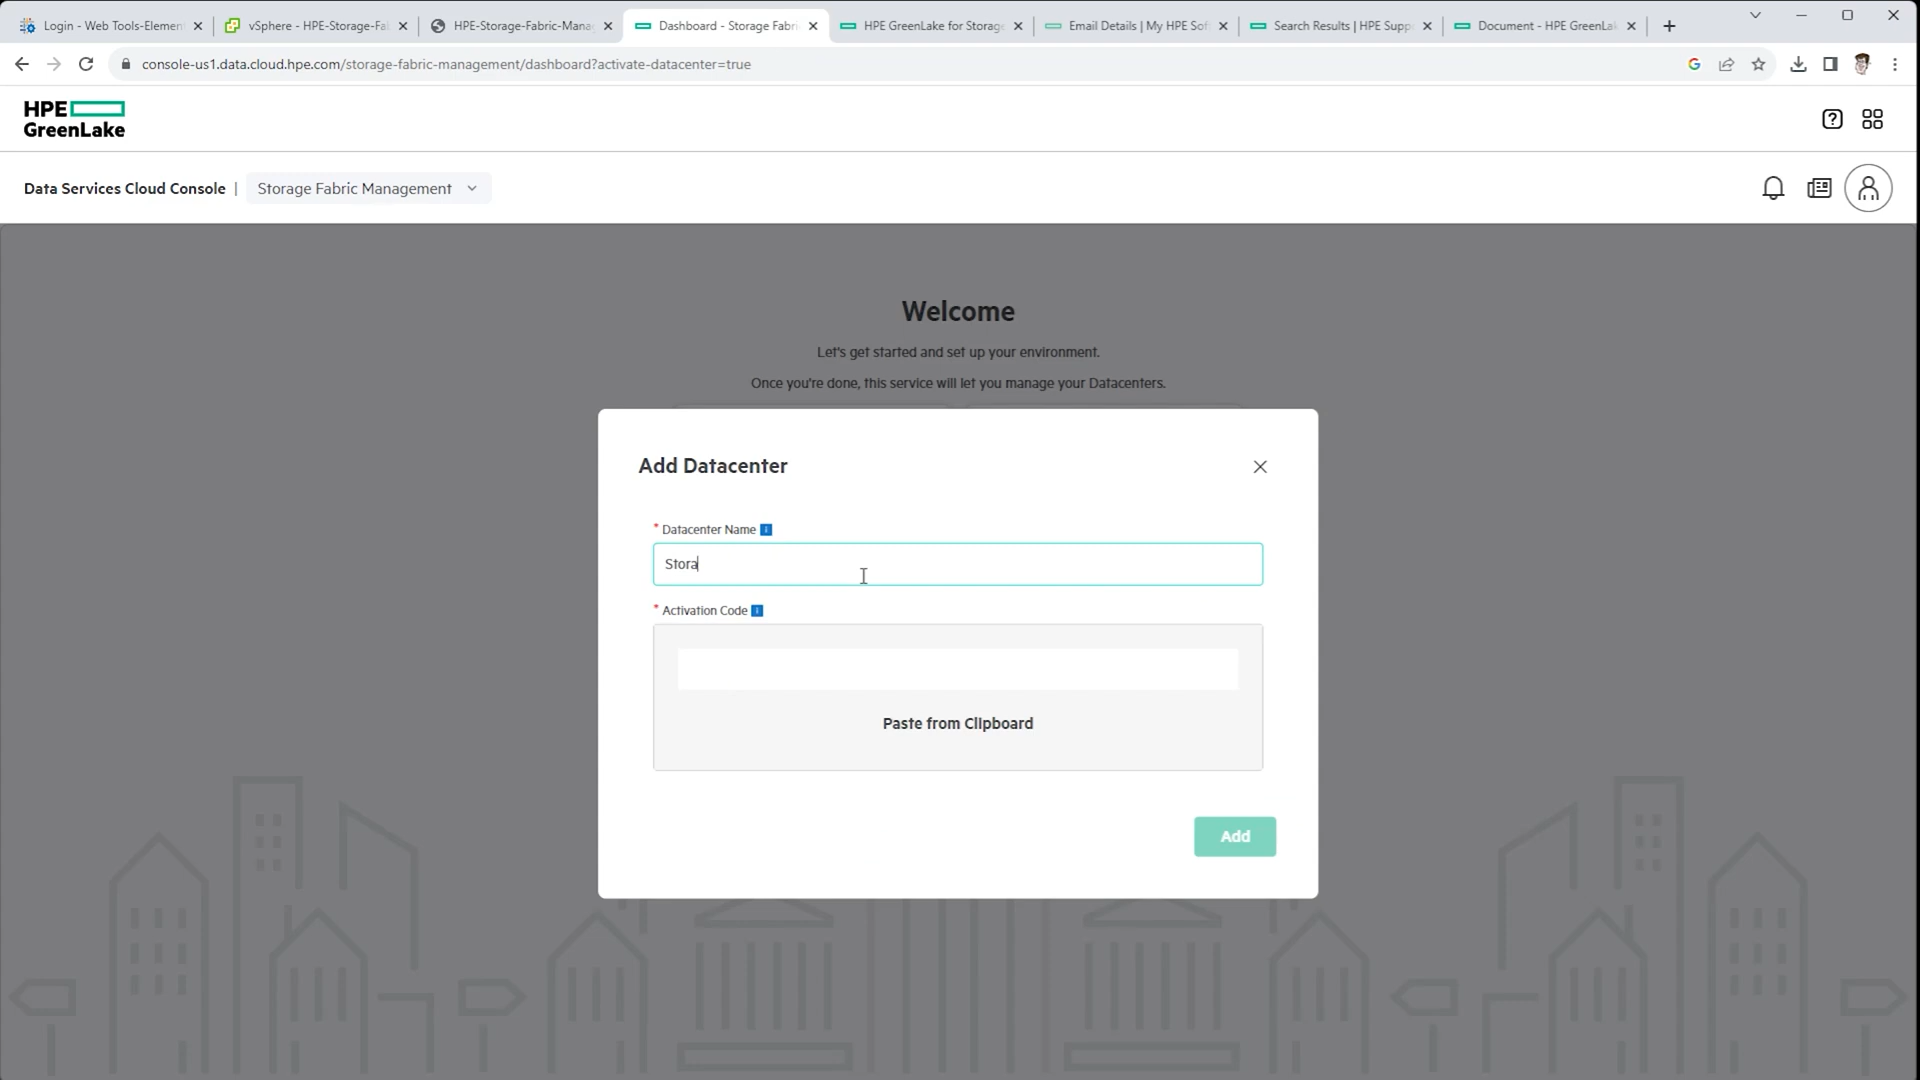 Login - Web Tools-Element
vSphere - HPE-Storage-Fa
HPE-Storage-Fabric-Mana
Dashboard - Storage Fabri
HPE GreenLake for Storage
Email Details | My HPE Sof
Search Results | HPE Supp
Document - HPE GreenLa
console-us1.data.cloud.hpe.com/storage-fabric-management/dashboard?activate-datacenter=true
HPE
GreenLake
Data Services Cloud Console | Storage Fabric Management
Welcome
Let's get started and set up your environment.
Once you're done, this service will let you manage your Datacenters.
Add Datacenter
* Datacenter Name
Stora
* Activation Code
Paste from Clipboard
Add